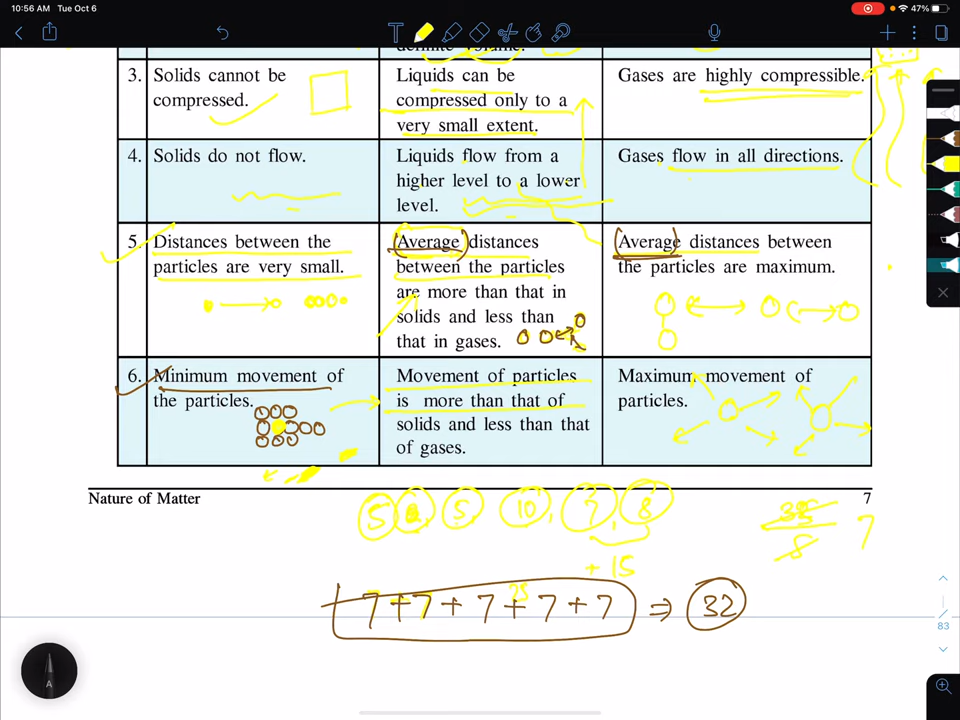 10:56 AM Tue Oct 6
47%
3. Solids cannot be compressed.
Liquids can be
compressed only to a
very small extent.
Gases are highly compressible.
4. Solids do not flow.
Liquids flow from a
higher level to a lower
level.
Gases flow in all directions.
5. Distances between the
particles are very small.
(Average) distances
between the particles
are more than that in
solids and less than
that in gases.
(Average) distances between
the particles are maximum.
6. Minimum movement of
the particles.
Movement of particles
is more than that of
solids and less than that
of gases.
Maximum movement of
particles.
Nature of Matter
7
5 5, 10, 7, 8
7
+ 15
7 + 7 + 7 + 7 + 7 ⇒ 32
83
A